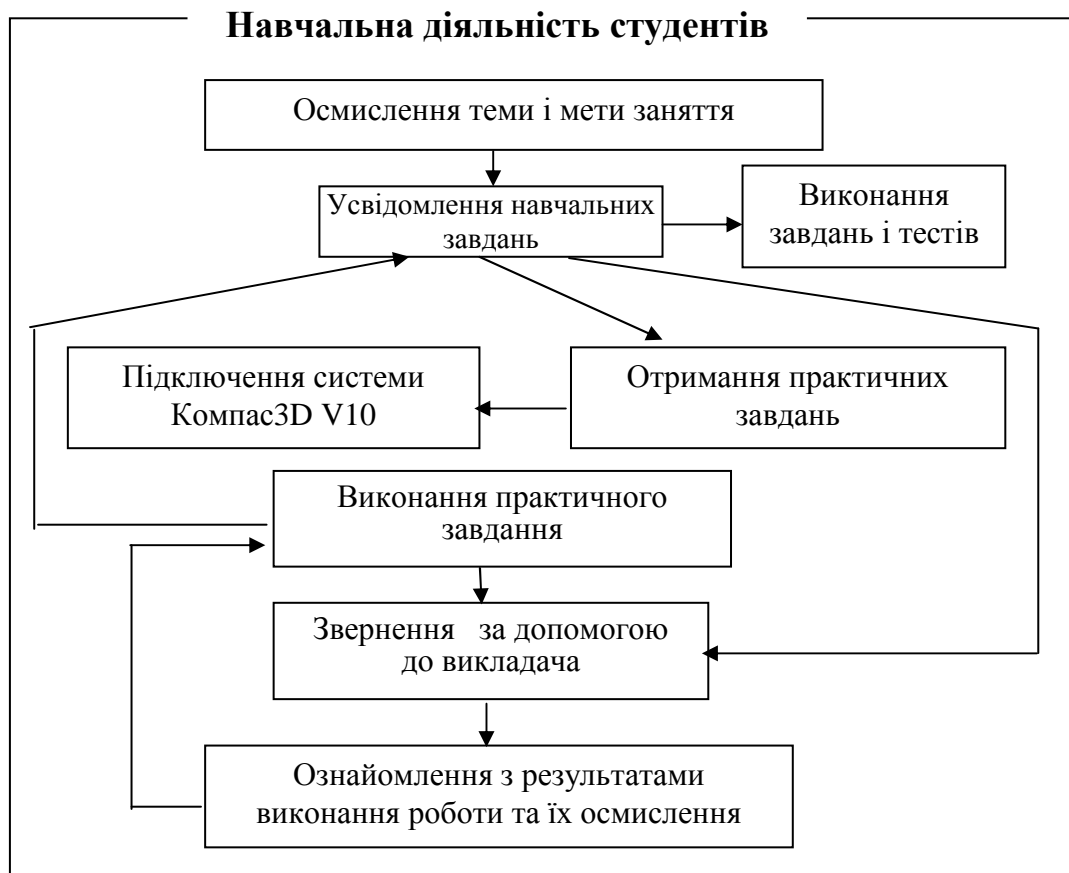 Навчальна діяльність студентів
Осмислення теми і мети заняття
Усвідомлення навчальних
завдань
Виконання
завдань і тестів
Підключення системи
Компас3D V10
Отримання практичних
завдань
Виконання практичного
завдання
Звернення за допомогою
до викладача
Ознайомлення з результатами
виконання роботи та їх осмислення